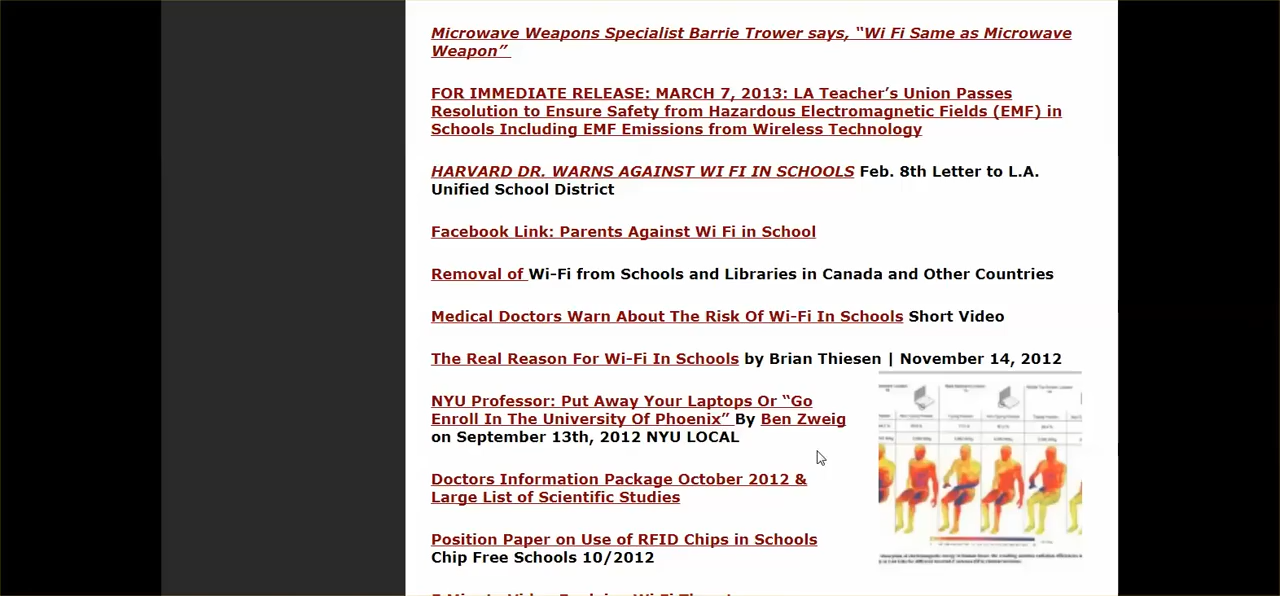 Microwave Weapons Specialist Barrie Trower says, “Wi Fi Same as Microwave
Weapon”
FOR IMMEDIATE RELEASE: MARCH 7, 2013: LA Teacher’s Union Passes
Resolution to Ensure Safety from Hazardous Electromagnetic Fields (EMF) in
Schools Including EMF Emissions from Wireless Technology
HARVARD DR. WARNS AGAINST WI FI IN SCHOOLS Feb. 8th Letter to L.A.
Unified School District
Facebook Link: Parents Against Wi Fi in School
Removal of Wi-Fi from Schools and Libraries in Canada and Other Countries
Medical Doctors Warn About The Risk Of Wi-Fi In Schools Short Video
The Real Reason For Wi-Fi In Schools by Brian Thiesen | November 14, 2012
NYU Professor: Put Away Your Laptops Or “Go
Enroll In The University Of Phoenix” By Ben Zweig
on September 13th, 2012 NYU LOCAL
Doctors Information Package October 2012 &
Large List of Scientific Studies
Position Paper on Use of RFID Chips in Schools
Chip Free Schools 10/2012